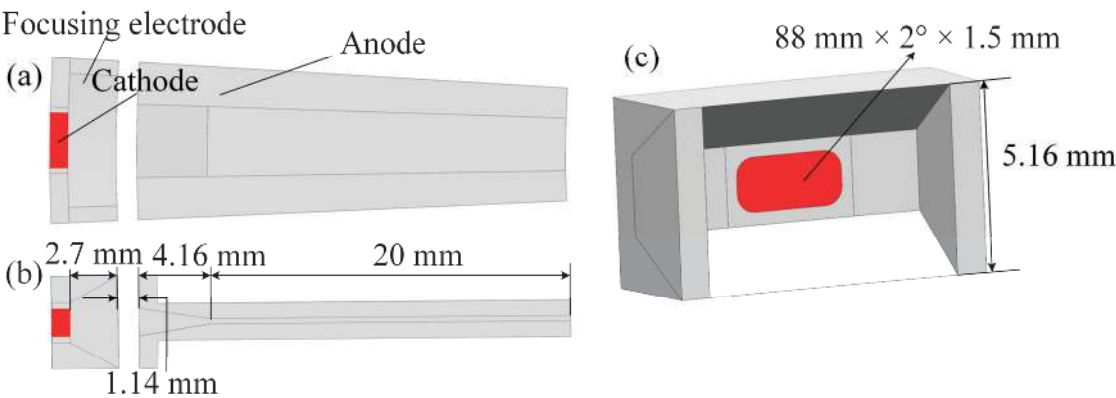 Focusing electrode
Anode
(a)
Cathode
(b)
2.7 mm
4.16 mm
20 mm
1.14 mm
(c)
88 mm × 2° × 1.5 mm
5.16 mm